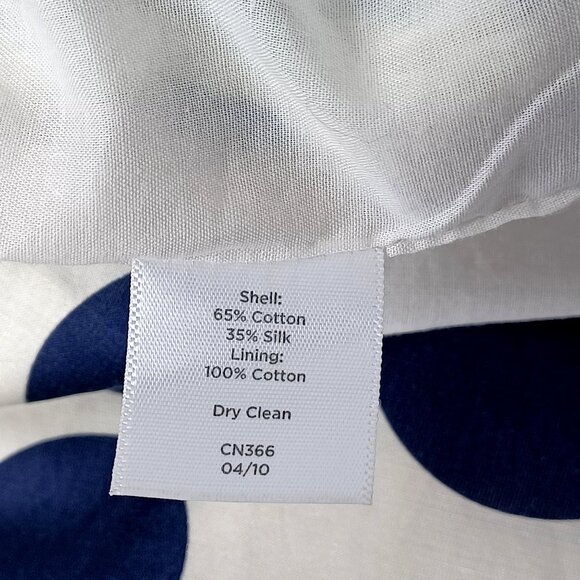 Shell:
65% Cotton
35% Silk
Lining:
100% Cotton
Dry Clean
CN366
04/10